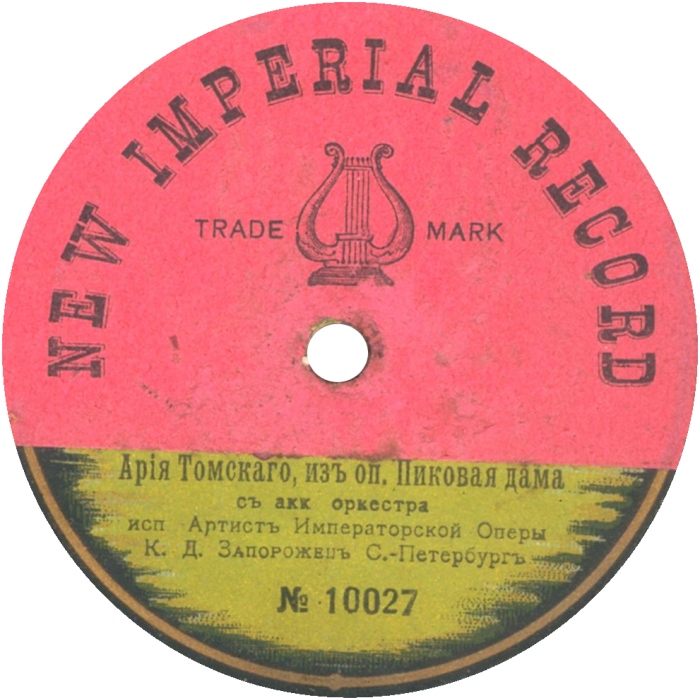 NEW IMPERIAL RECORD
TRADE MARK
Арія Томскаго, изъ оп. Пиковая дама
съ акк оркестра
исп Артистъ Императорской Оперы
К. Д. Запорожецъ С.-Петербургъ
№ 10027